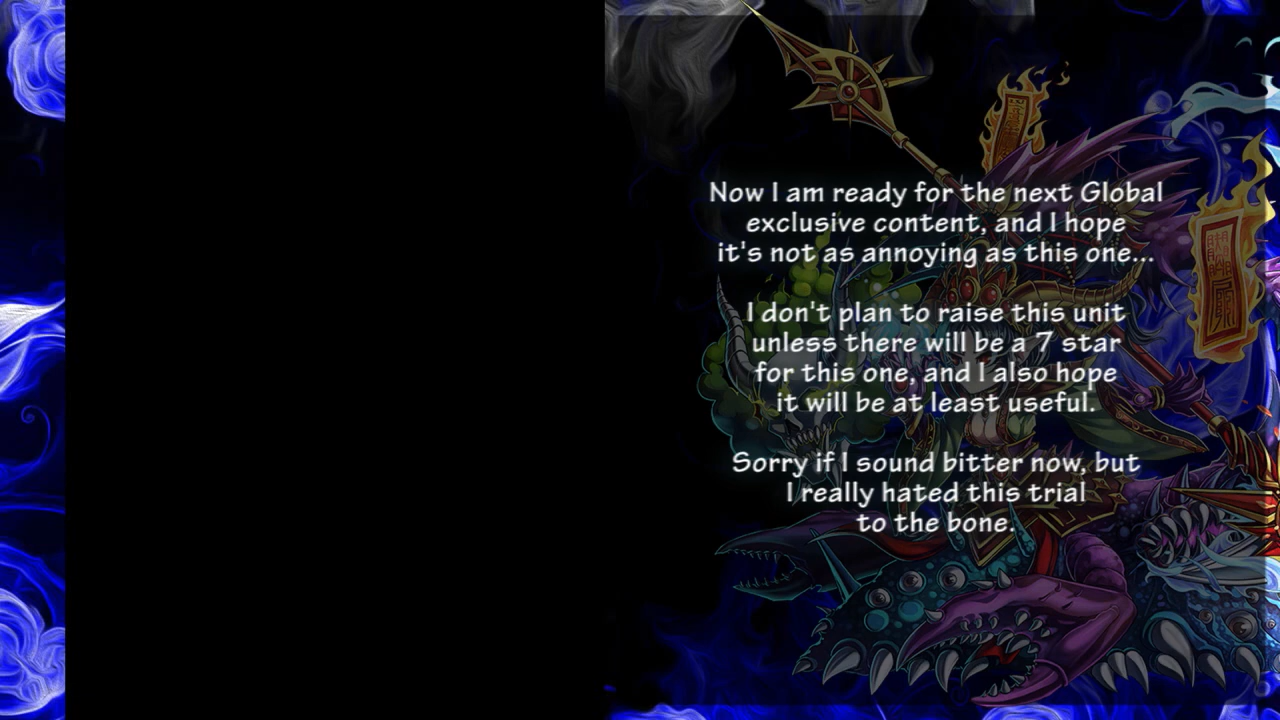 Now I am ready for the next Global
exclusive content, and I hope
it's not as annoying as this one...
I don't plan to raise this unit
unless there will be a 7 star
for this one, and I also hope
it will be at least useful.
Sorry if I sound bitter now, but
I really hated this trial
to the bone.